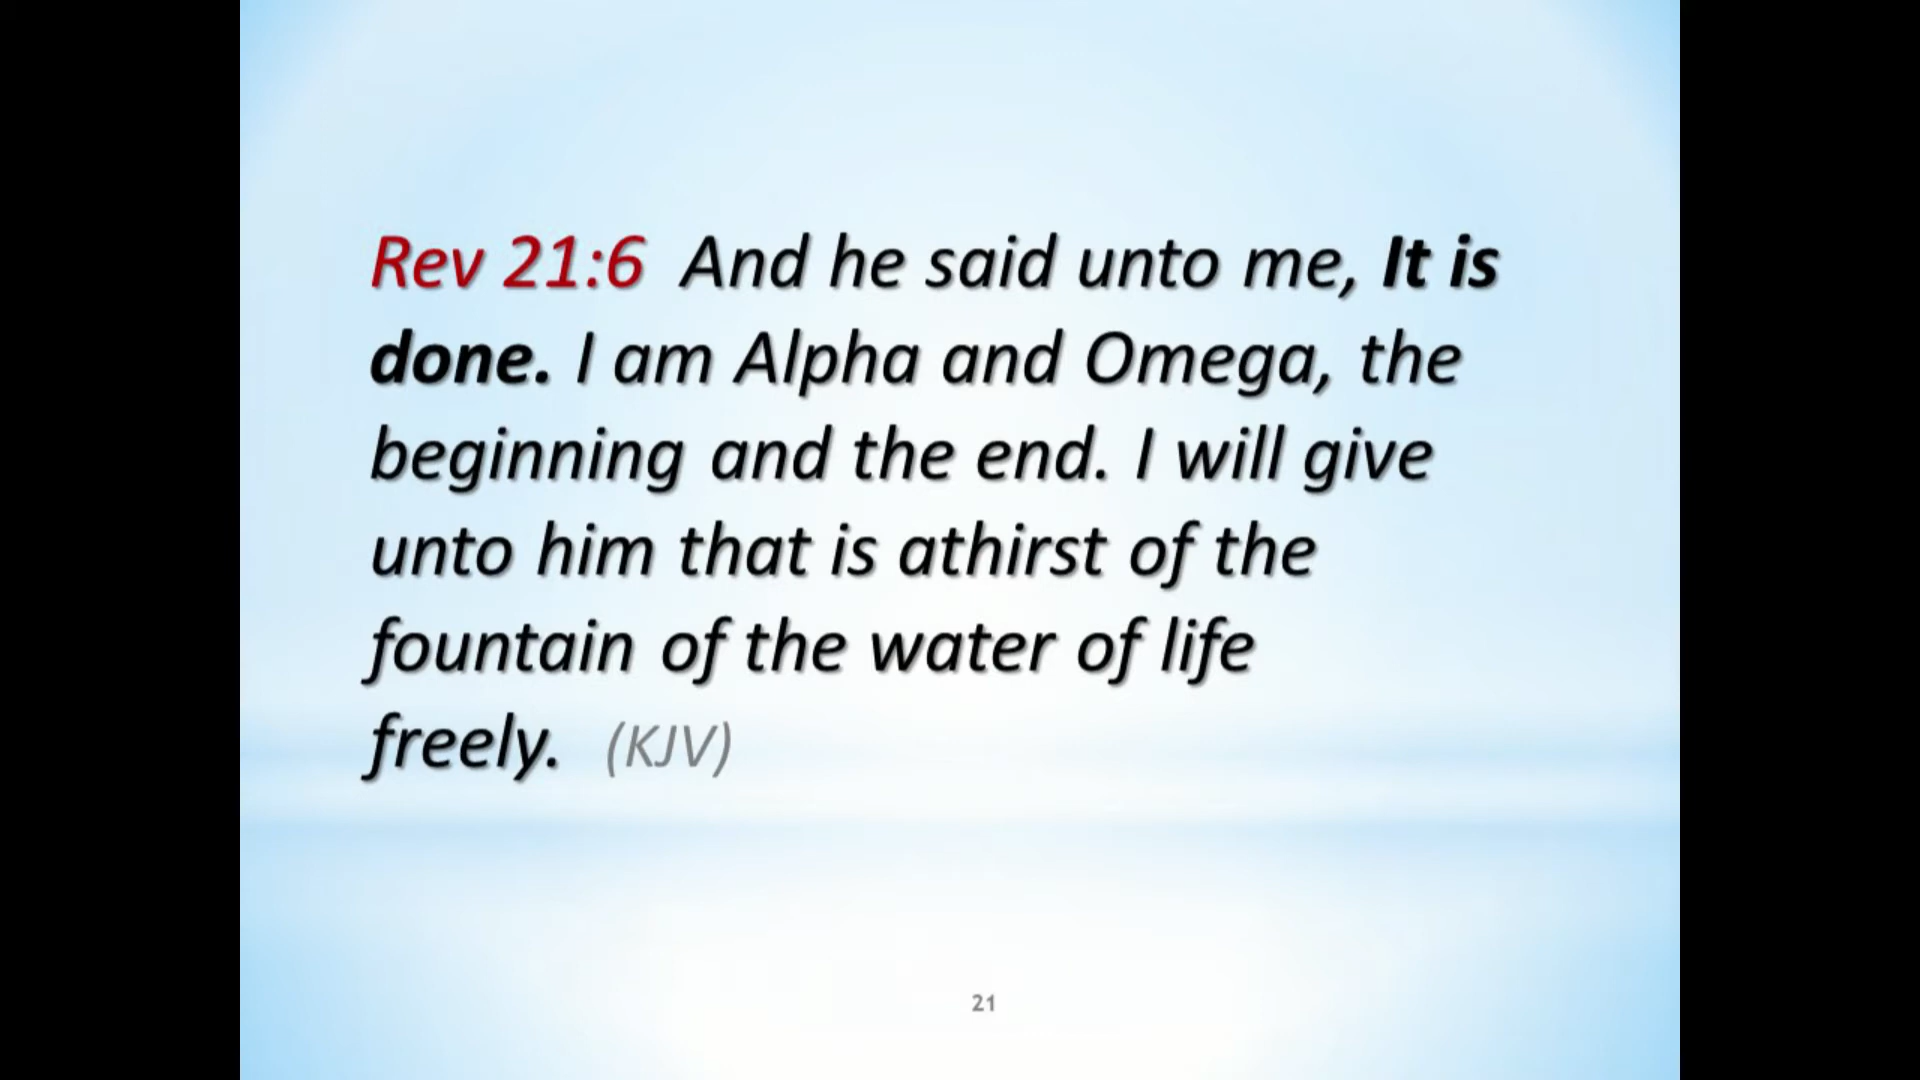 Rev 21:6  And he said unto me, It is
done. I am Alpha and Omega, the
beginning and the end. I will give
unto him that is athirst of the
fountain of the water of life
freely.  (KJV)
21